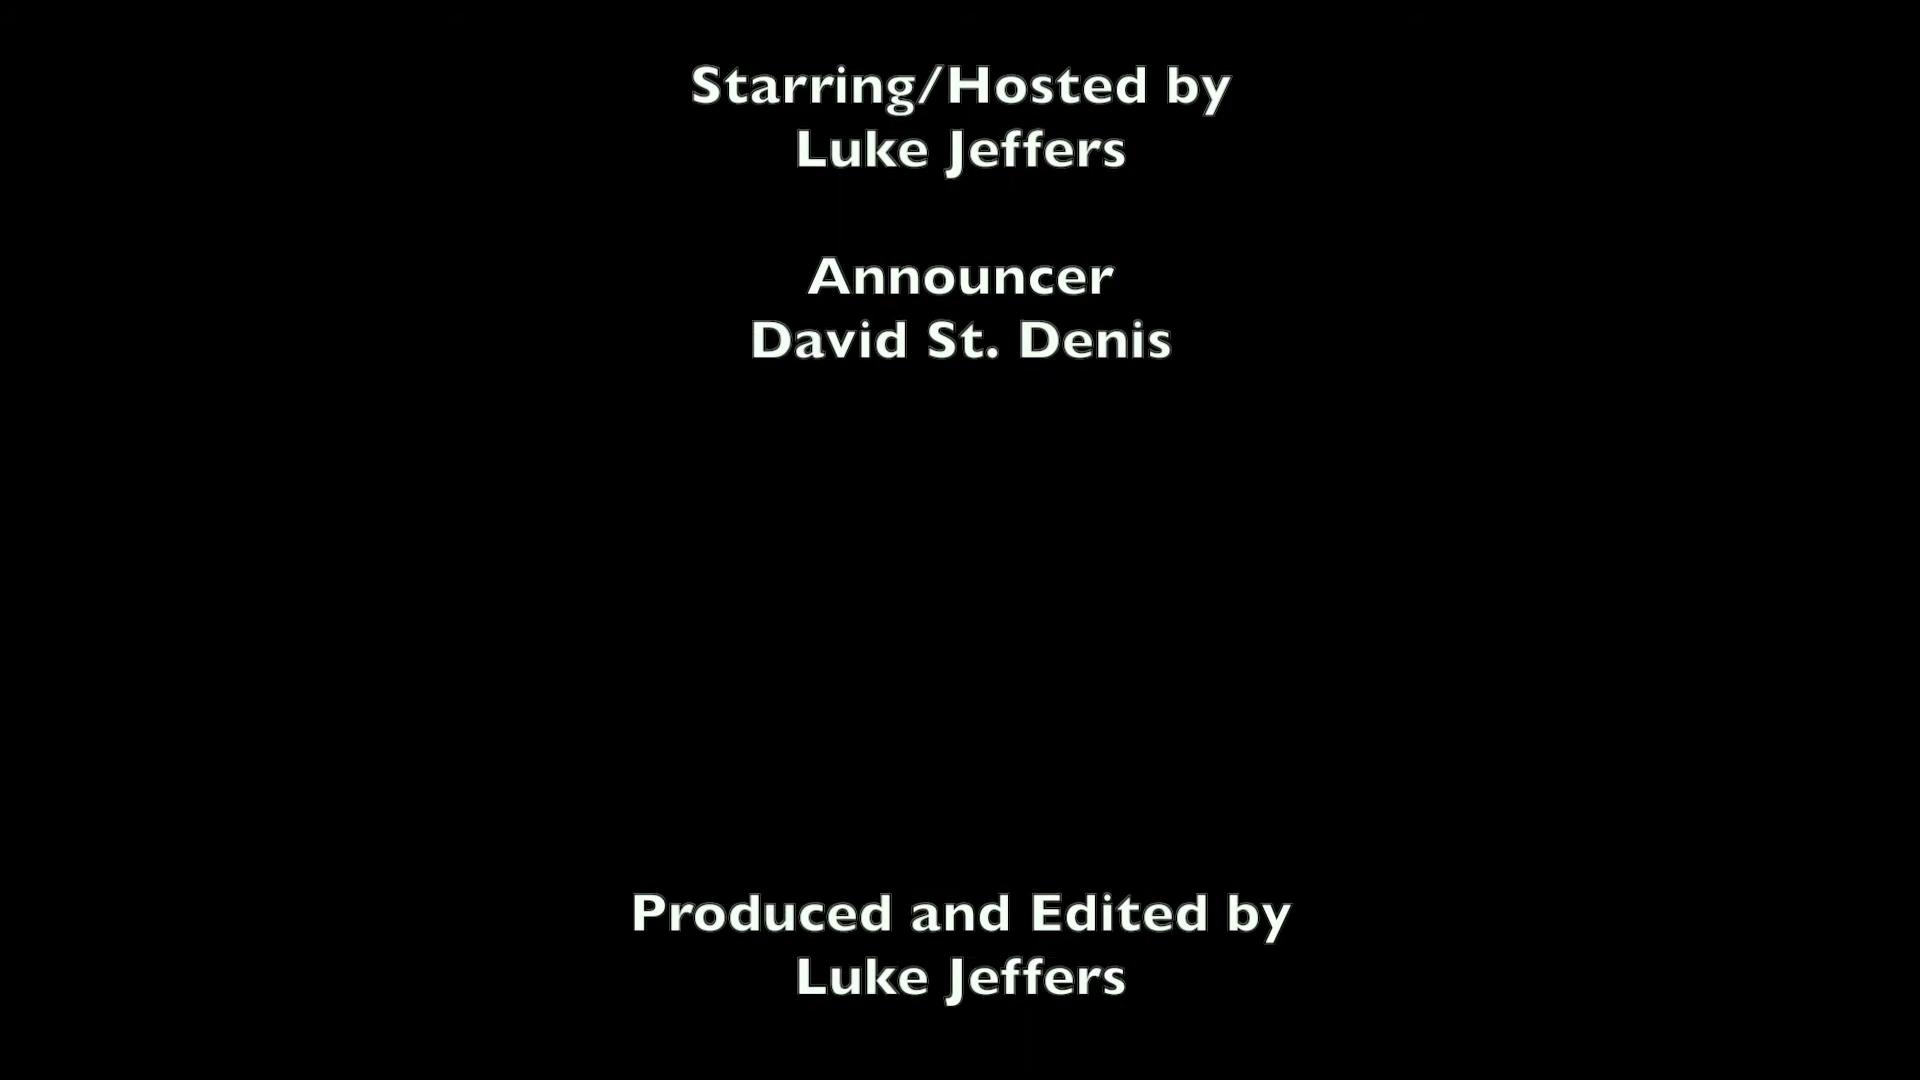 Starring/Hosted by
Luke Jeffers
Announcer
David St. Denis
Produced and Edited by
Luke Jeffers